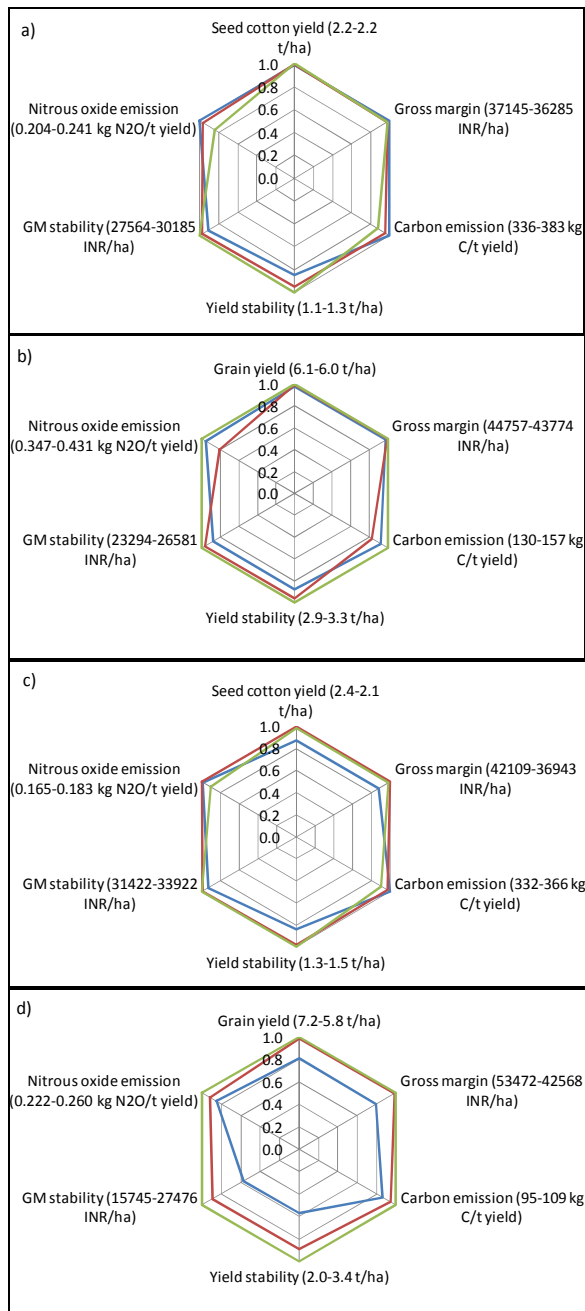 a)
Seed cotton yield (2.2-2.2
t/ha)
1.0
0.8
0.6
0.4
0.2
0.0
Gross margin (37145-36285
INR/ha)
Carbon emission (336-383 kg
C/t yield)
Yield stability (1.1-1.3 t/ha)
GM stability (27564-30185
INR/ha)
Nitrous oxide emission
(0.204-0.241 kg N2O/t yield)
b)
Grain yield (6.1-6.0 t/ha)
1.0
0.8
0.6
0.4
0.2
0.0
Gross margin (44757-43774
INR/ha)
Carbon emission (130-157 kg
C/t yield)
Yield stability (2.9-3.3 t/ha)
GM stability (23294-26581
INR/ha)
Nitrous oxide emission
(0.347-0.431 kg N2O/t yield)
c)
Seed cotton yield (2.4-2.1
t/ha)
1.0
0.8
0.6
0.4
0.2
0.0
Gross margin (42109-36943
INR/ha)
Carbon emission (332-366 kg
C/t yield)
Yield stability (1.3-1.5 t/ha)
GM stability (31422-33922
INR/ha)
Nitrous oxide emission
(0.165-0.183 kg N2O/t yield)
d)
Grain yield (7.2-5.8 t/ha)
1.0
0.8
0.6
0.4
0.2
0.0
Gross margin (53472-42568
INR/ha)
Carbon emission (95-109 kg
C/t yield)
Yield stability (2.0-3.4 t/ha)
GM stability (15745-27476
INR/ha)
Nitrous oxide emission
(0.222-0.260 kg N2O/t yield)